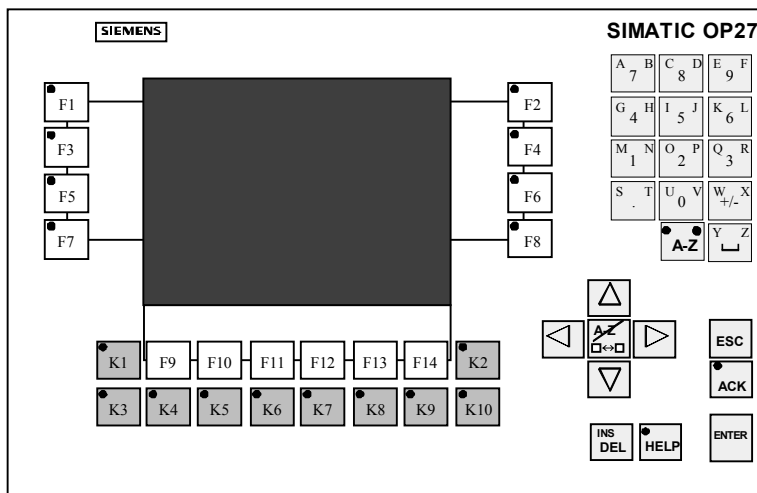 SIEMENS
SIMATIC OP27
A B
7
C D
8
E F
9
F1
F2
G H
4
I J
5
K L
6
F3
F4
M N
1
O P
2
Q R
3
F5
F6
S T
.
U V
0
W X
+/-
F7
F8
A-Z
Y Z
A-Z
K1 F9 F10 F11 F12 F13 F14 K2
ESC
ACK
K3 K4 K5 K6 K7 K8 K9 K10
INS
DEL
HELP
ENTER